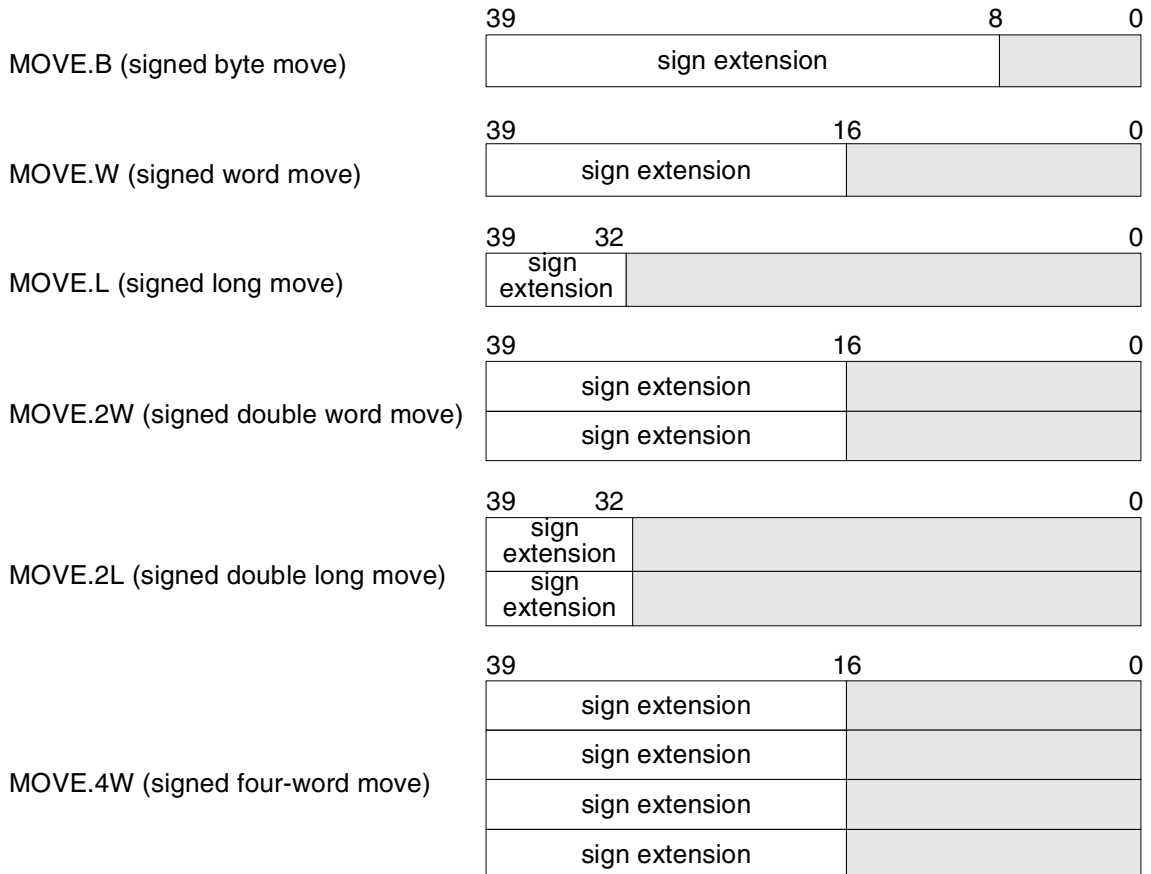 39 8 0
MOVE.B (signed byte move)
sign extension
39 16 0
MOVE.W (signed word move)
sign extension
39 32 0
MOVE.L (signed long move)
sign
extension
39 16 0
MOVE.2W (signed double word move)
sign extension
sign extension
39 32 0
MOVE.2L (signed double long move)
sign
extension
sign
extension
39 16 0
MOVE.4W (signed four-word move)
sign extension
sign extension
sign extension
sign extension